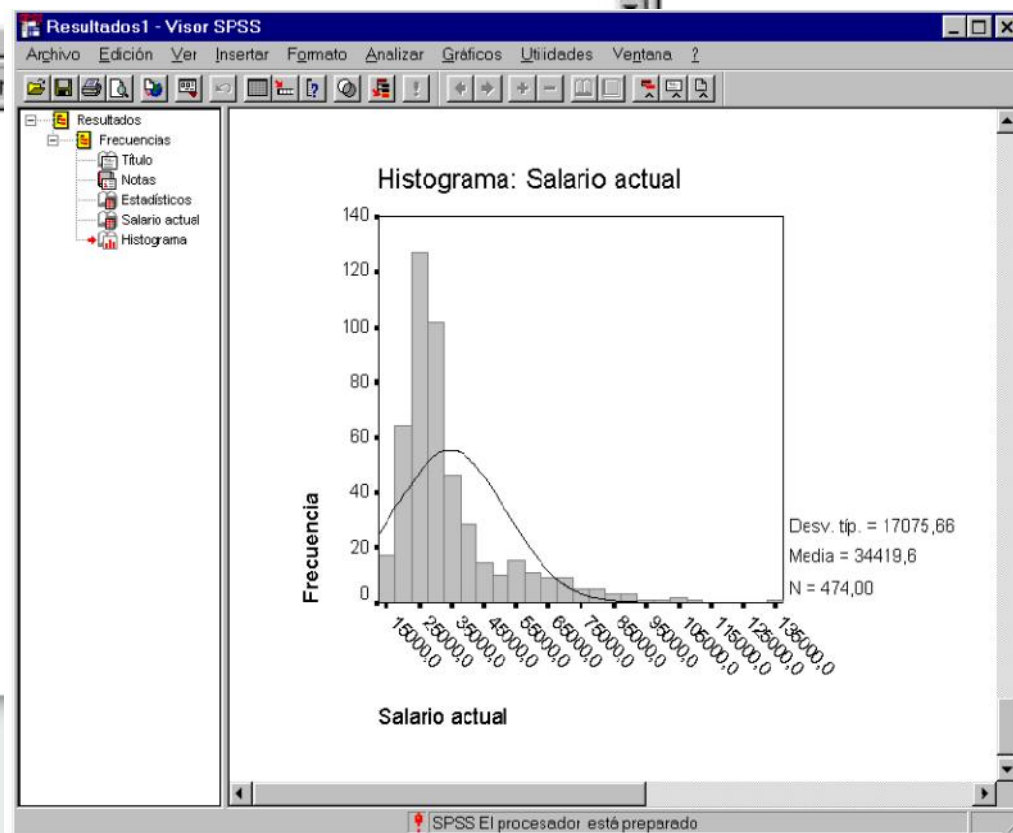 Resultados1 - Visor SPSS
Archivo Edición Ver Insertar Formato Analizar Gráficos Utilidades Ventana ?
Resultados
Frecuencias
Título
Notas
Estadísticos
Salario actual
Histograma
Histograma: Salario actual
140
120
100
80
60
40
20
0
Frecuencia
Desv. típ. = 17075,66
Media = 34419,6
N = 474,00
15000,0
25000,0
35000,0
45000,0
55000,0
65000,0
75000,0
85000,0
95000,0
105000,0
115000,0
125000,0
135000,0
Salario actual
SPSS El procesador está preparado